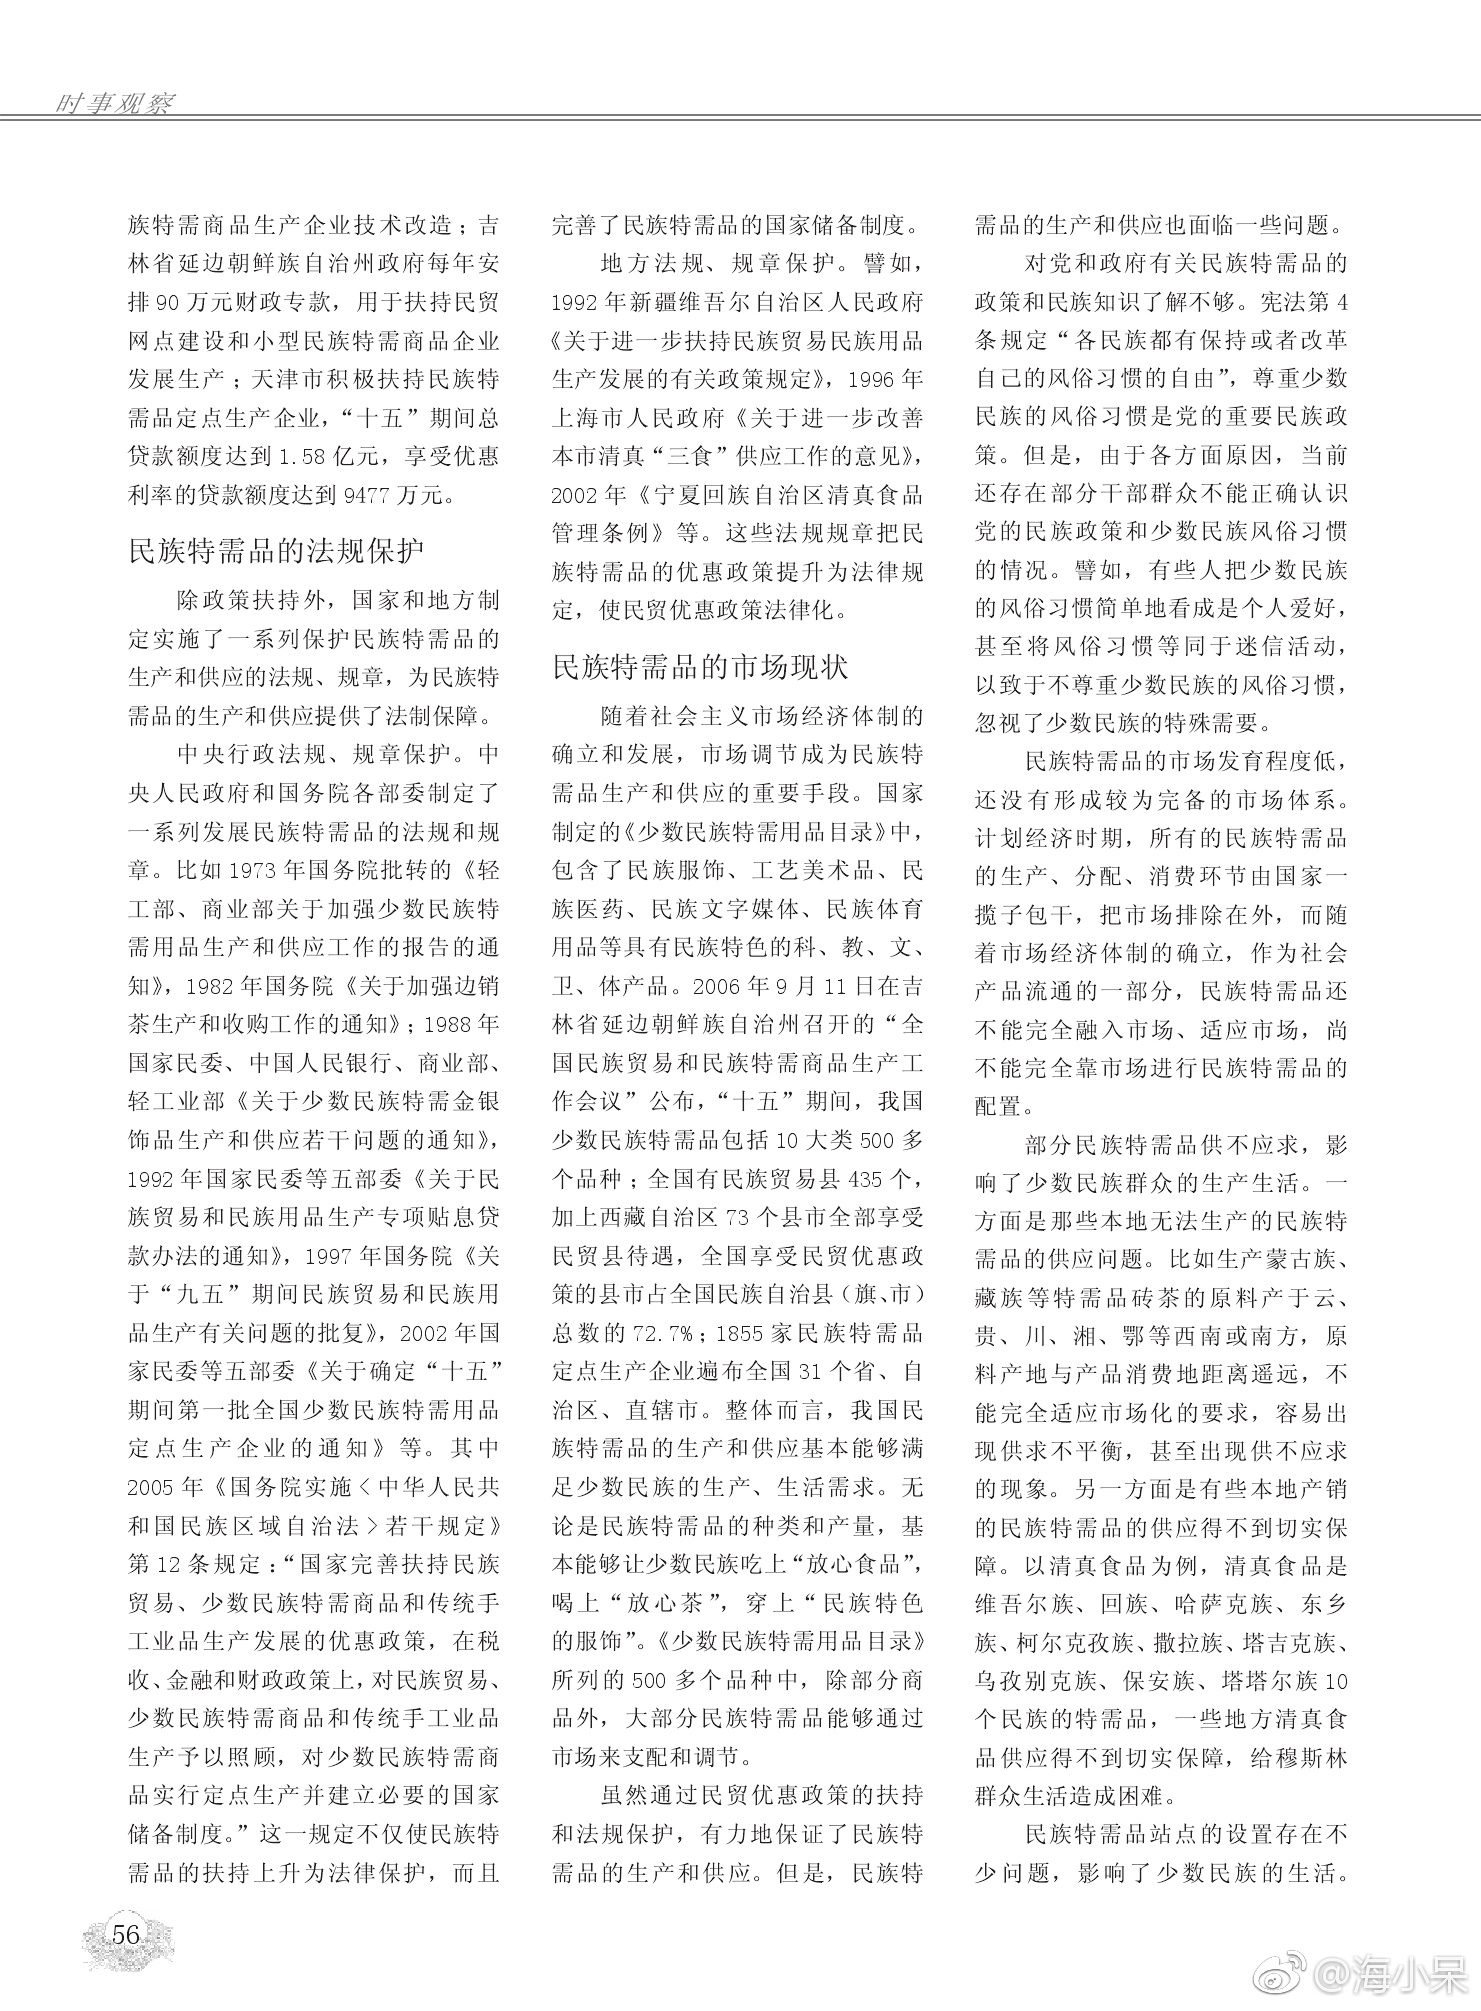 时事观察
族特需商品生产企业技术改造；吉
林省延边朝鲜族自治州政府每年安
排90万元财政专款，用于扶持民贸
网点建设和小型民族特需商品企业
发展生产；天津市积极扶持民族特
需品定点生产企业，“十五”期间总
贷款额度达到1.58亿元，享受优惠
利率的贷款额度达到9477万元。
民族特需品的法规保护
除政策扶持外，国家和地方制
定实施了一系列保护民族特需品的
生产和供应的法规、规章，为民族特
需品的生产和供应提供了法制保障。
中央行政法规、规章保护。中
央人民政府和国务院各部委制定了
一系列发展民族特需品的法规和规
章。比如1973年国务院批转的《轻
工部、商业部关于加强少数民族特
需用品生产和供应工作的报告的通
知》，1982年国务院《关于加强边销
茶生产和收购工作的通知》；1988年
国家民委、中国人民银行、商业部、
轻工业部《关于少数民族特需金银
饰品生产和供应若干问题的通知》，
1992年国家民委等五部委《关于民
族贸易和民族用品生产专项贴息贷
款办法的通知》，1997年国务院《关
于“九五”期间民族贸易和民族用
品生产有关问题的批复》，2002年国
家民委等五部委《关于确定“十五”
期间第一批全国少数民族特需用品
定点生产企业的通知》等。其中
2005年《国务院实施<中华人民共
和国民族区域自治法>若干规定》
第12条规定：“国家完善扶持民族
贸易、少数民族特需商品和传统手
工业品生产发展的优惠政策，在税
收、金融和财政政策上，对民族贸易、
少数民族特需商品和传统手工业品
生产予以照顾，对少数民族特需商
品实行定点生产并建立必要的国家
储备制度。”这一规定不仅使民族特
需品的扶持上升为法律保护，而且
完善了民族特需品的国家储备制度。
地方法规、规章保护。譬如，
1992年新疆维吾尔自治区人民政府
《关于进一步扶持民族贸易民族用品
生产发展的有关政策规定》，1996年
上海市人民政府《关于进一步改善
本市清真“三食”供应工作的意见》，
2002年《宁夏回族自治区清真食品
管理条例》等。这些法规规章把民
族特需品的优惠政策提升为法律规
定，使民贸优惠政策法律化。
民族特需品的市场现状
随着社会主义市场经济体制的
确立和发展，市场调节成为民族特
需品生产和供应的重要手段。国家
制定的《少数民族特需用品目录》中，
包含了民族服饰、工艺美术品、民
族医药、民族文字媒体、民族体育
用品等具有民族特色的科、教、文、
卫、体产品。2006年9月11日在吉
林省延边朝鲜族自治州召开的“全
国民族贸易和民族特需商品生产工
作会议”公布，“十五”期间，我国
少数民族特需品包括10大类500多
个品种；全国有民族贸易县435个，
加上西藏自治区73个县市全部享受
民贸县待遇，全国享受民贸优惠政
策的县市占全国民族自治县（旗、市）
总数的72.7%；1855家民族特需品
定点生产企业遍布全国31个省、自
治区、直辖市。整体而言，我国民
族特需品的生产和供应基本能够满
足少数民族的生产、生活需求。无
论是民族特需品的种类和产量，基
本能够让少数民族吃上“放心食品”，
喝上“放心茶”，穿上“民族特色
的服饰”。《少数民族特需用品目录》
所列的500多个品种中，除部分商
品外，大部分民族特需品能够通过
市场来支配和调节。
虽然通过民贸优惠政策的扶持
和法规保护，有力地保证了民族特
需品的生产和供应。但是，民族特
需品的生产和供应也面临一些问题。
对党和政府有关民族特需品的
政策和民族知识了解不够。宪法第4
条规定“各民族都有保持或者改革
自己的风俗习惯的自由”，尊重少数
民族的风俗习惯是党的重要民族政
策。但是，由于各方面原因，当前
还存在部分干部群众不能正确认识
党的民族政策和少数民族风俗习惯
的情况。譬如，有些人把少数民族
的风俗习惯简单地看成是个人爱好，
甚至将风俗习惯等同于迷信活动，
以致于不尊重少数民族的风俗习惯，
忽视了少数民族的特殊需要。
民族特需品的市场发育程度低，
还没有形成较为完备的市场体系。
计划经济时期，所有的民族特需品
的生产、分配、消费环节由国家一
揽子包干，把市场排除在外，而随
着市场经济体制的确立，作为社会
产品流通的一部分，民族特需品还
不能完全融入市场、适应市场，尚
不能完全靠市场进行民族特需品的
配置。
部分民族特需品供不应求，影
响了少数民族群众的生产生活。一
方面是那些本地无法生产的民族特
需品的供应问题。比如生产蒙古族、
藏族等特需品砖茶的原料产于云、
贵、川、湘、鄂等西南或南方，原
料产地与产品消费地距离遥远，不
能完全适应市场化的要求，容易出
现供求不平衡，甚至出现供不应求
的现象。另一方面是有些本地产销
的民族特需品的供应得不到切实保
障。以清真食品为例，清真食品是
维吾尔族、回族、哈萨克族、东乡
族、柯尔克孜族、撒拉族、塔吉克族、
乌孜别克族、保安族、塔塔尔族10
个民族的特需品，一些地方清真食
品供应得不到切实保障，给穆斯林
群众生活造成困难。
民族特需品站点的设置存在不
少问题，影响了少数民族的生活。
56
@海小呆